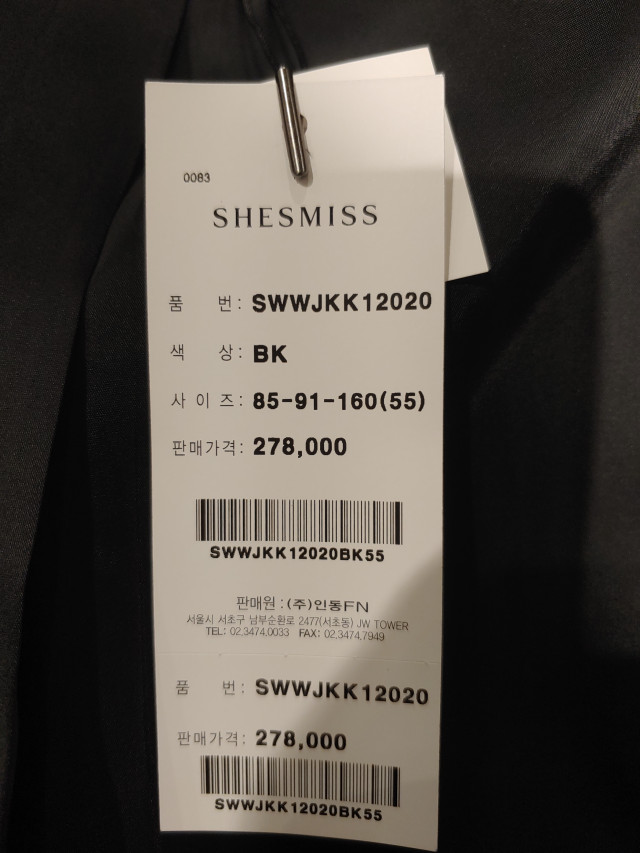 0083
SHESMISS
품 번: SWWJKK12020
색 상: BK
사 이 즈: 85-91-160(55)
판매가격: 278,000
SWWJKK12020BK55
판매원 : (주)인동FN
서울시 서초구 남부순환로 2477(서초동) JW TOWER
TEL: 02.3474.0033 FAX: 02.3474.7949
품 번: SWWJKK12020
판매가격: 278,000
SWWJKK12020BK55